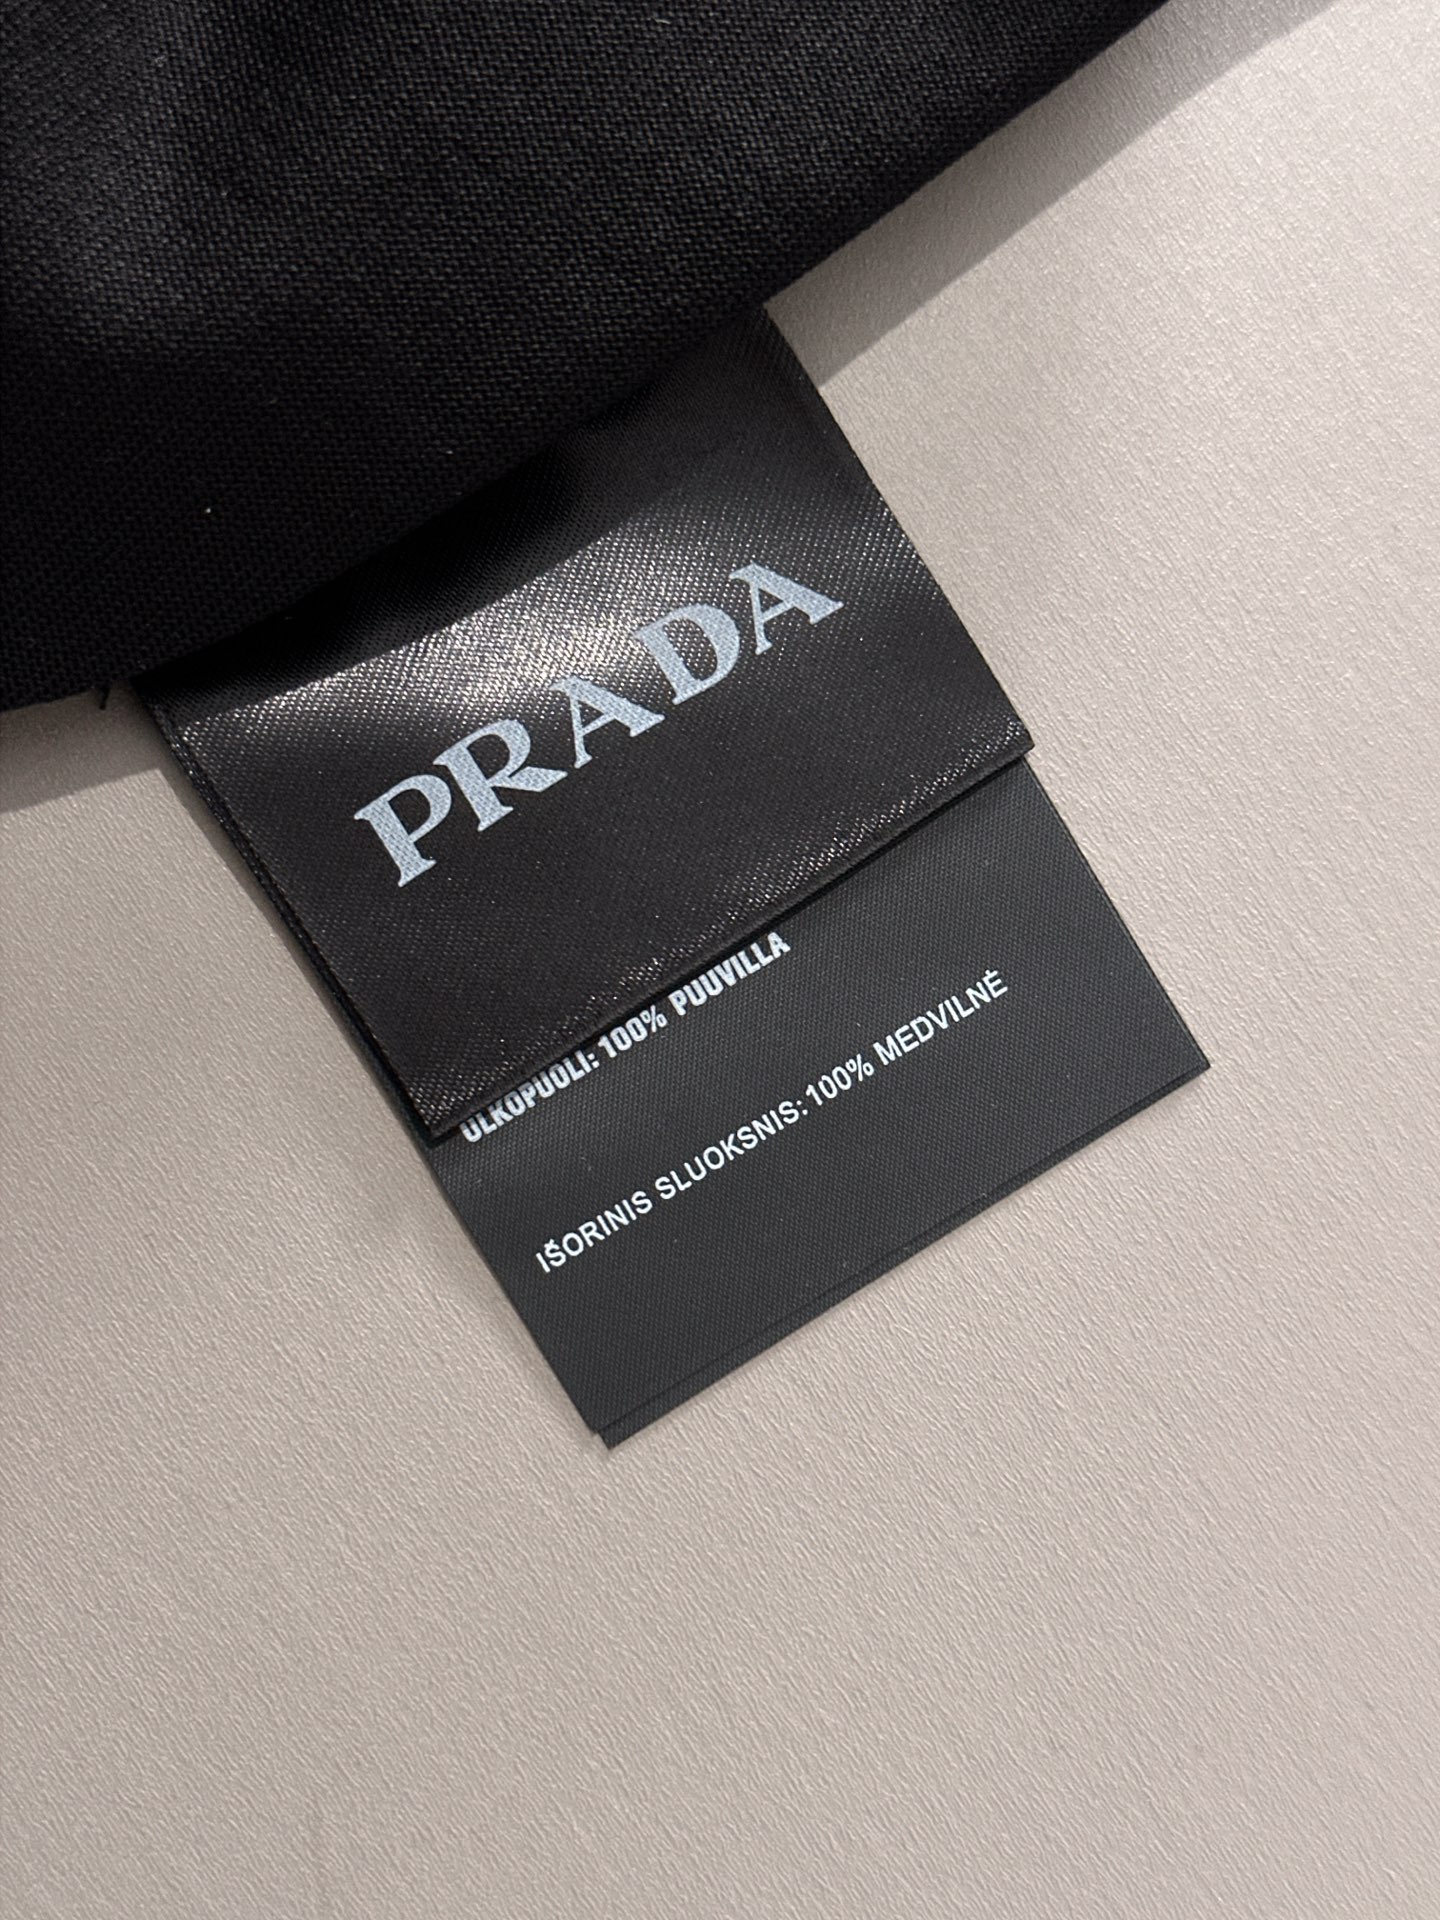 PRADA
ULKOPUOLI: 100% PUUVILLA
IŠORINIS SLUOKSNIS: 100% MEDVILNĖ